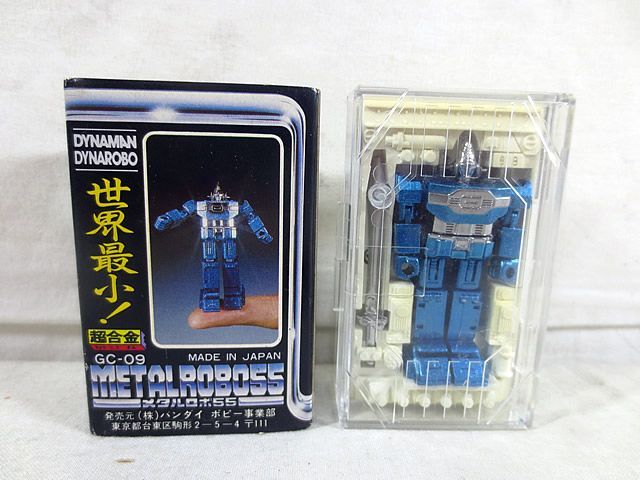 DYNAMAN
DYNAROBO
世界最小!
超合金
GC-09
MADE IN JAPAN
METALROBO55
メタルロボ55
発売元(株)バンダイ ポピー事業部
東京都台東区駒形2-5-4 〒111